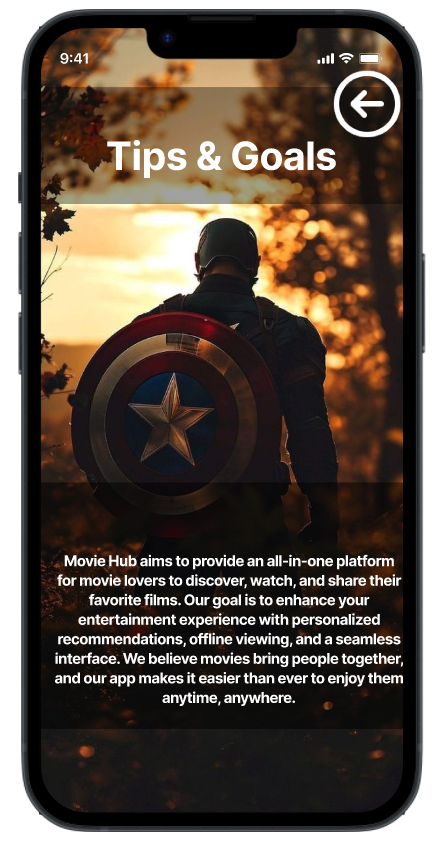 9:41
Tips & Goals
Movie Hub aims to provide an all-in-one platform
for movie lovers to discover, watch, and share their
favorite films. Our goal is to enhance your
entertainment experience with personalized
recommendations, offline viewing, and a seamless
interface. We believe movies bring people together,
and our app makes it easier than ever to enjoy them
anytime, anywhere.